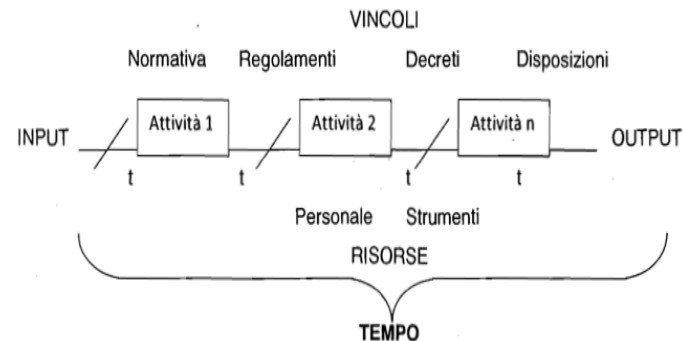 VINCOLI
Normativa Regolamenti Decreti Disposizioni
INPUT Attività 1 Attività 2 Attività n OUTPUT
t t t t
Personale Strumenti
RISORSE
TEMPO